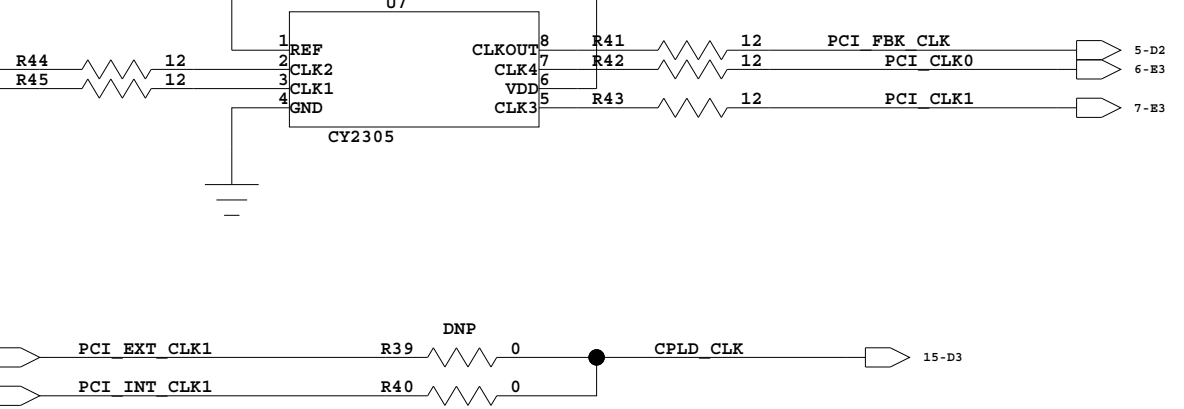 U7
1 REF CLKOUT 8 R41 12 PCI_FBK_CLK 5-D2
R44 12 2 CLK2 CLK4 7 R42 12 PCI_CLK0 6-E3
R45 12 3 CLK1 VDD 6
4 GND CLK3 5 R43 12 PCI_CLK1 7-E3
CY2305
DNP
PCI_EXT_CLK1 R39 0 CPLD_CLK 15-D3
PCI_INT_CLK1 R40 0